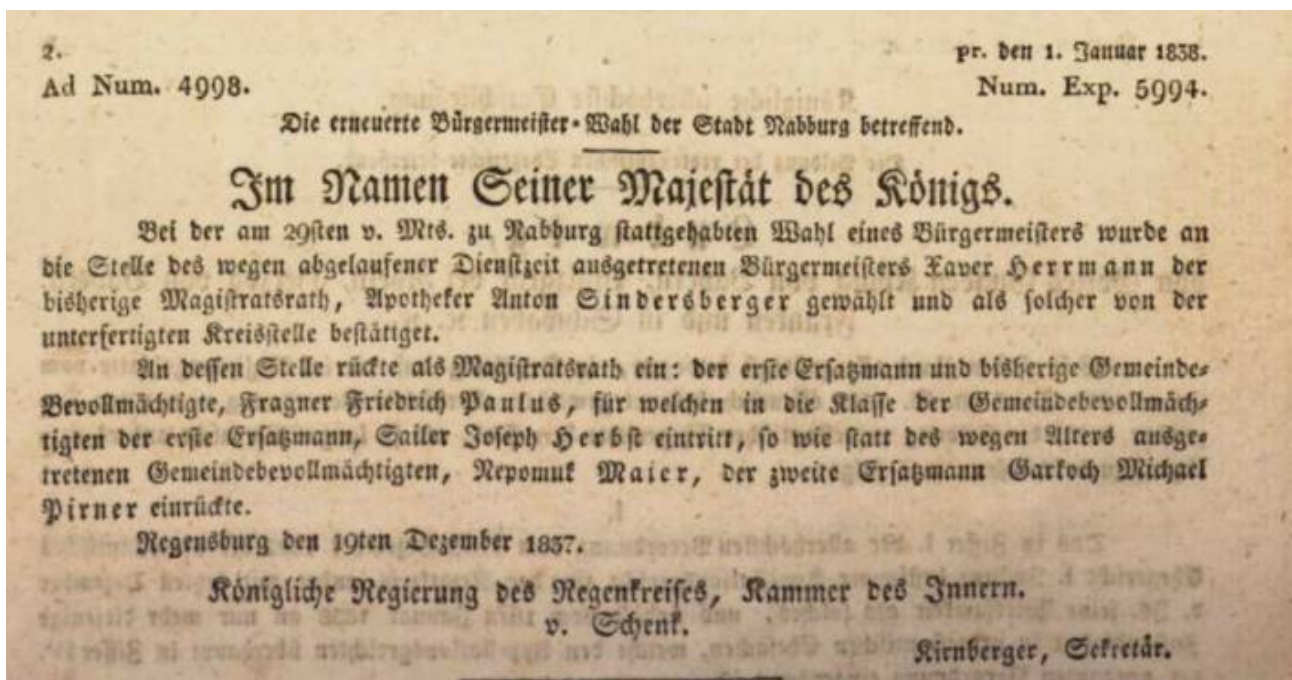 2.
pr. den 1. Januar 1838.
Ad Num. 4998.
Num. Exp. 5994.
Die erneuerte Bürgermeister-Wahl der Stadt Nabburg betreffend.
Im Namen Seiner Majestät des Königs.
Bei der am 29sten v. Mts. zu Nabburg stattgehabten Wahl eines Bürgermeisters wurde an
die Stelle des wegen abgelaufener Dienstzeit ausgetretenen Bürgermeisters Xaver Herrmann der
bisherige Magistratsrath, Apotheker Anton Sindersberger gewählt und als solcher von der
unterfertigten Kreisstelle bestätiget.
An dessen Stelle rückte als Magistratsrath ein: der erste Ersatzmann und bisherige Gemeinde-
Bevollmächtigte, Fragner Friedrich Paulus, für welchen in die Klasse der Gemeindebevollmäch-
tigten der erste Ersatzmann, Sailer Joseph Herbst eintritt, so wie statt des wegen Alters ausge-
tretenen Gemeindebevollmächtigten, Nepomuk Maier, der zweite Ersatzmann Garkoch Michael
Pirner einrückte.
Regensburg den 19ten Dezember 1837.
Königliche Regierung des Regenkreises, Kammer des Innern.
v. Schenk.
Kirnberger, Sekretär.